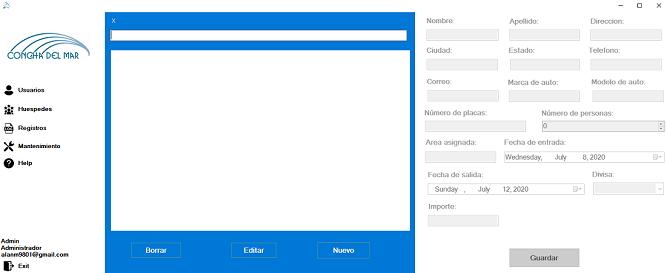 CONCHA DEL MAR
Usuarios
Huespedes
Registros
Mantenimiento
Help
Admin
Administrador
alanm9801@gmail.com
Exit
X
Borrar
Editar
Nuevo
Nombre:
Apellido:
Direccion:
Ciudad:
Estado:
Telefono:
Correo:
Marca de auto:
Modelo de auto:
Número de placas:
Número de personas:
0
Area asignada:
Fecha de entrada:
Wednesday, July 8, 2020
Fecha de salida:
Divisa:
Sunday , July 12, 2020
Importe:
Guardar